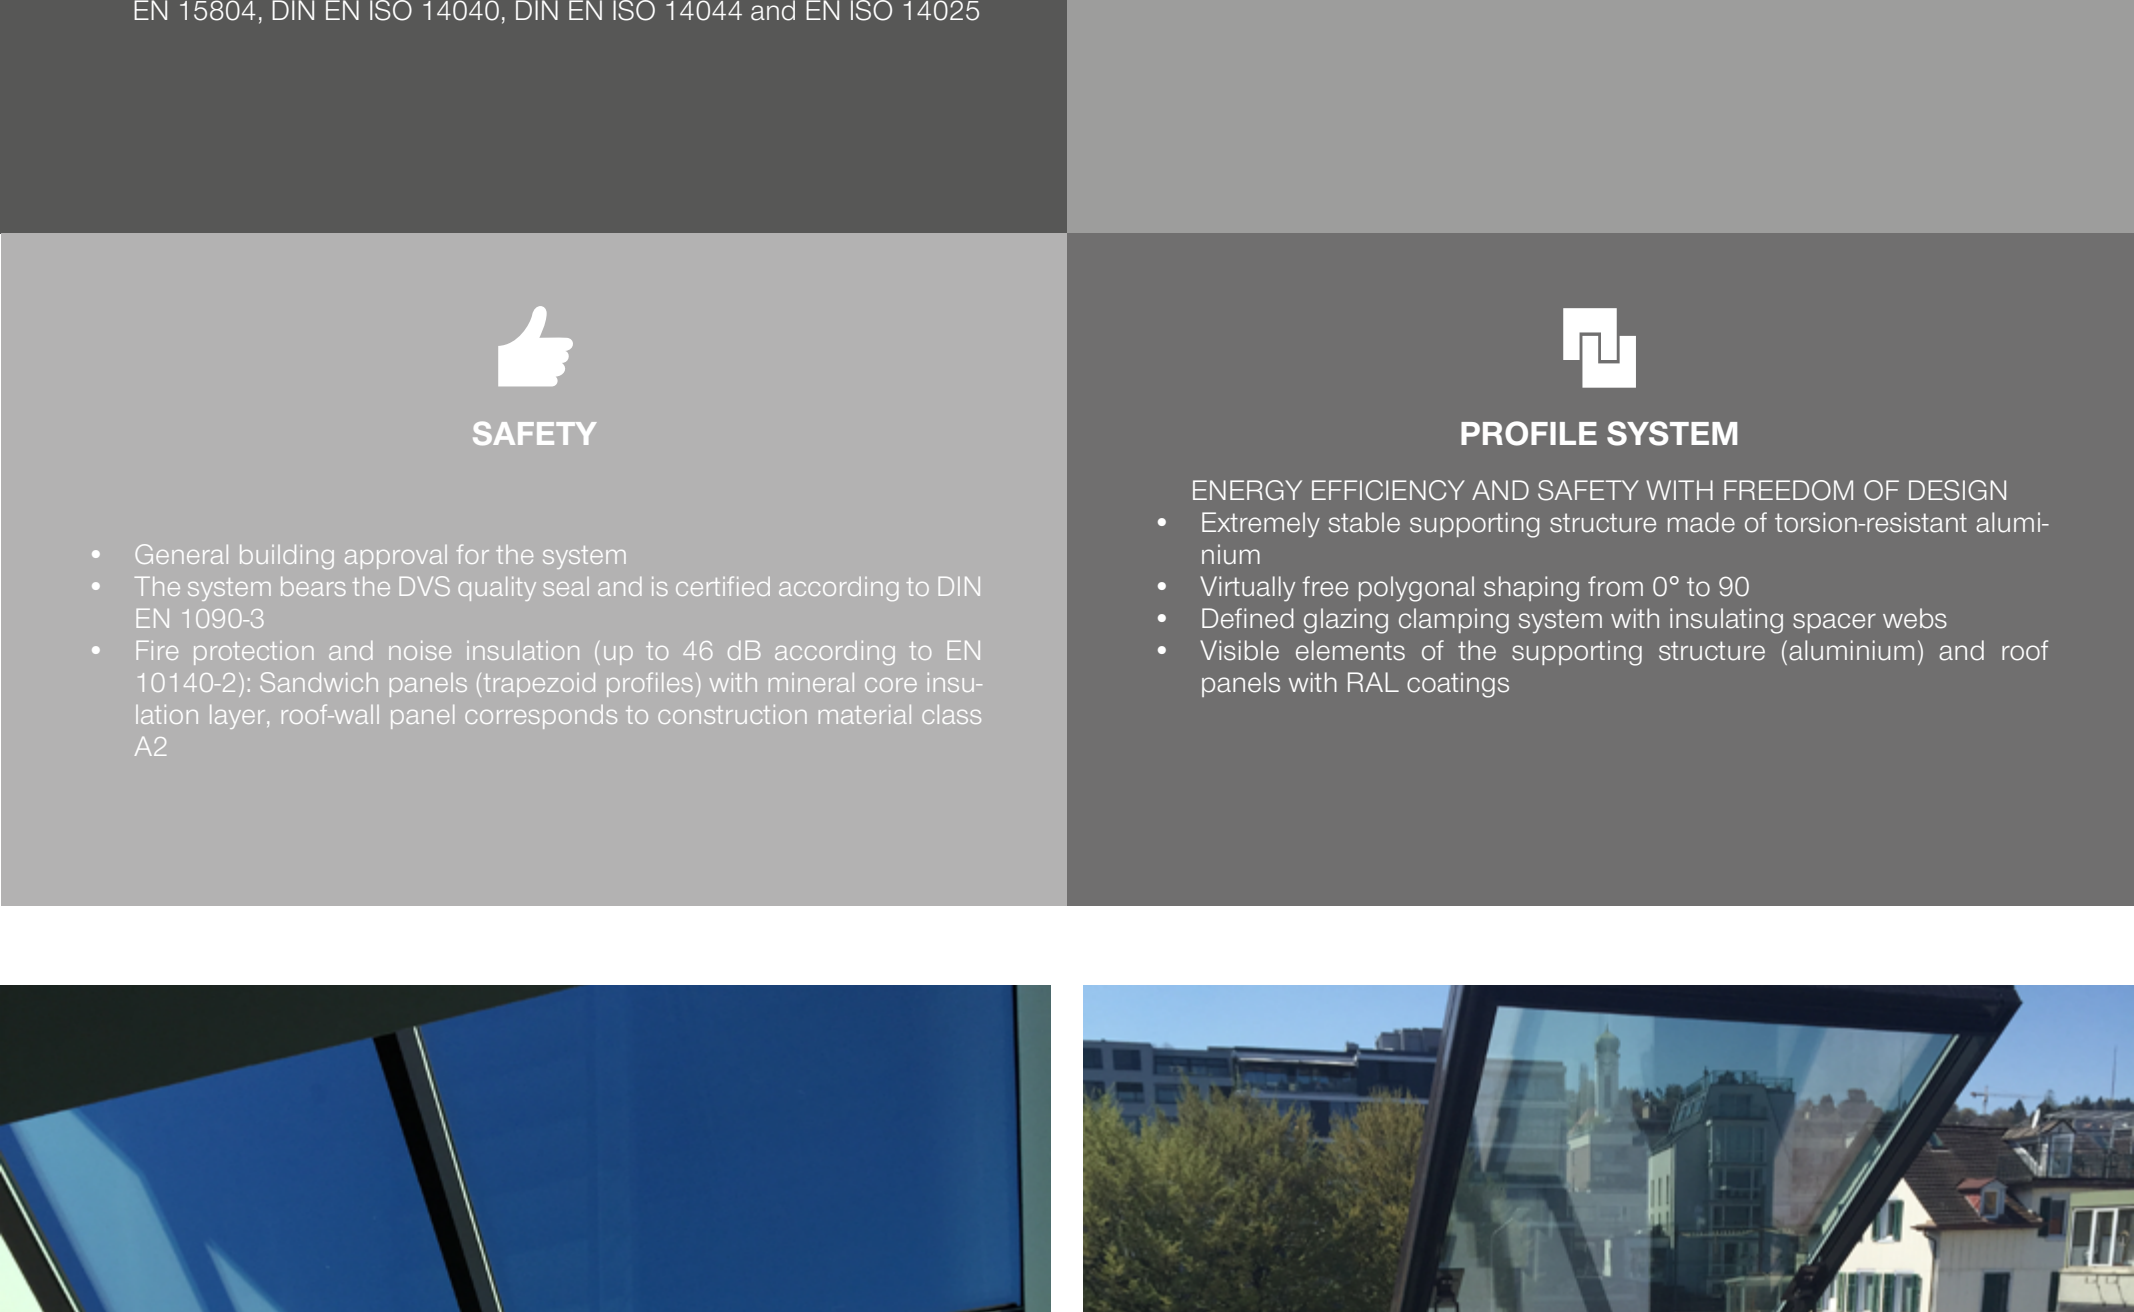 EN 15804, DIN EN ISO 14040, DIN EN ISO 14044 and EN ISO 14025
SAFETY
• General building approval for the system
• The system bears the DVS quality seal and is certified according to DIN
EN 1090-3
• Fire protection and noise insulation (up to 46 dB according to EN
10140-2): Sandwich panels (trapezoid profiles) with mineral core insu-
lation layer, roof-wall panel corresponds to construction material class
A2
PROFILE SYSTEM
ENERGY EFFICIENCY AND SAFETY WITH FREEDOM OF DESIGN
• Extremely stable supporting structure made of torsion-resistant alumi-
nium
• Virtually free polygonal shaping from 0° to 90
• Defined glazing clamping system with insulating spacer webs
• Visible elements of the supporting structure (aluminium) and roof
panels with RAL coatings